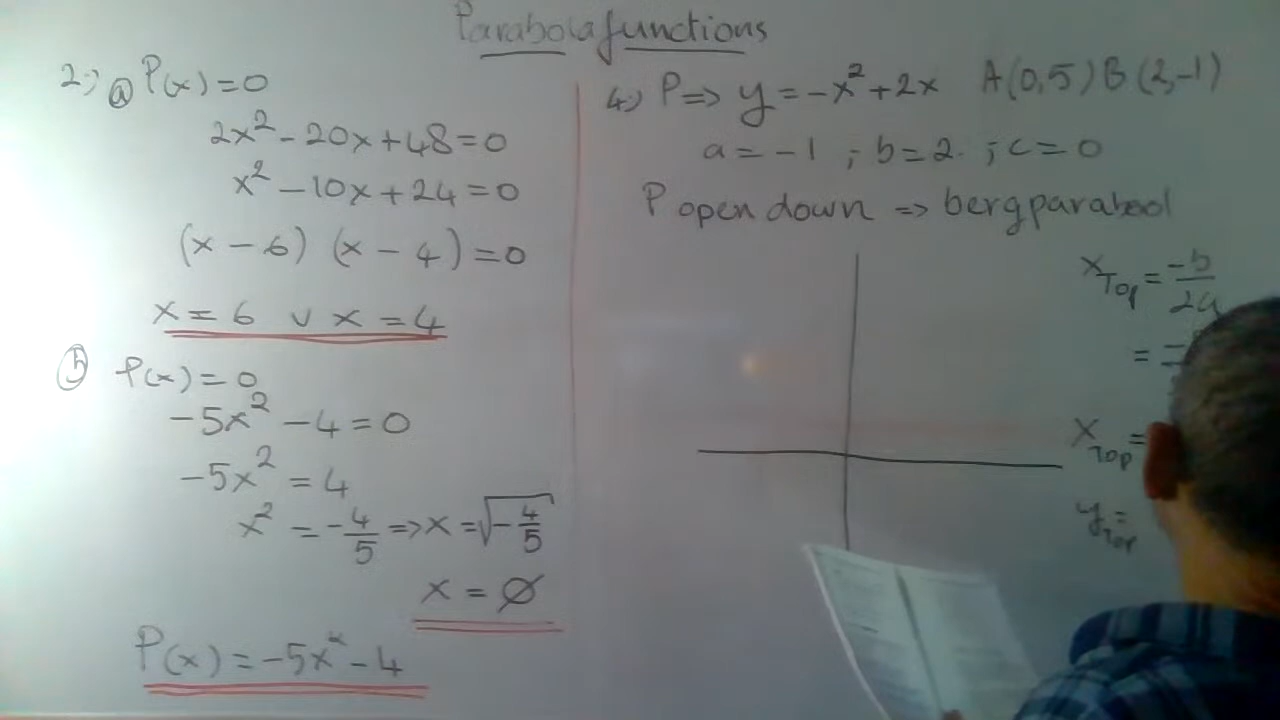 Parabola functions
2.) ⓐ P(x) = 0
2x² - 20x + 48 = 0
x² - 10x + 24 = 0
(x - 6) (x - 4) = 0
x = 6 ∨ x = 4
ⓑ P(x) = 0
-5x² - 4 = 0
-5x² = 4
x² = -4/5 => x = √-4/5
x = ∅
P(x) = -5x² - 4
4.) P => y = -x² + 2x A(0,5) B(2,-1)
a = -1 ; b = 2. ; c = 0
P open down => bergparabool
x_Top = -b/2a
=
x_Top =
y_Top =